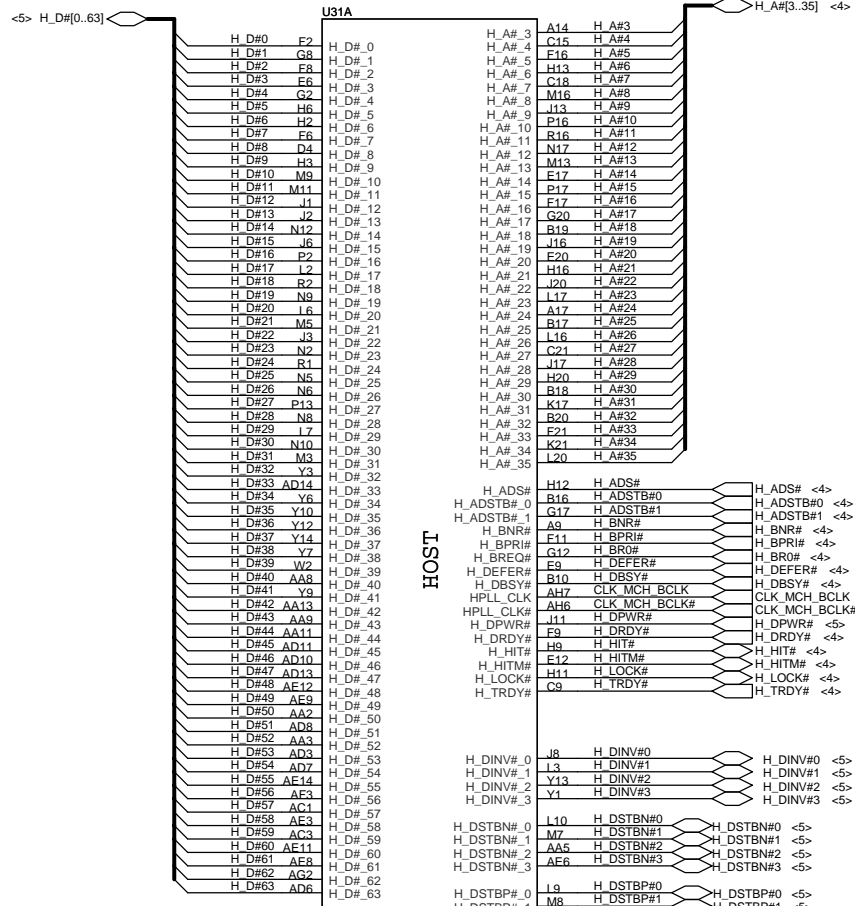 <5> H_D#[0..63]
U31A
H_A#[3..35] <4>
H_D#0 F2 H_D#_0
H_D#1 G8 H_D#_1
H_D#2 F8 H_D#_2
H_D#3 E6 H_D#_3
H_D#4 G2 H_D#_4
H_D#5 H6 H_D#_5
H_D#6 H2 H_D#_6
H_D#7 F6 H_D#_7
H_D#8 D4 H_D#_8
H_D#9 H3 H_D#_9
H_D#10 M9 H_D#_10
H_D#11 M11 H_D#_11
H_D#12 J1 H_D#_12
H_D#13 J2 H_D#_13
H_D#14 N12 H_D#_14
H_D#15 J6 H_D#_15
H_D#16 P2 H_D#_16
H_D#17 L2 H_D#_17
H_D#18 R2 H_D#_18
H_D#19 N9 H_D#_19
H_D#20 L6 H_D#_20
H_D#21 M5 H_D#_21
H_D#22 J3 H_D#_22
H_D#23 N2 H_D#_23
H_D#24 R1 H_D#_24
H_D#25 N5 H_D#_25
H_D#26 N6 H_D#_26
H_D#27 P13 H_D#_27
H_D#28 N8 H_D#_28
H_D#29 L7 H_D#_29
H_D#30 N10 H_D#_30
H_D#31 M3 H_D#_31
H_D#32 Y3 H_D#_32
H_D#33 AD14 H_D#_33
H_D#34 Y6 H_D#_34
H_D#35 Y10 H_D#_35
H_D#36 Y12 H_D#_36
H_D#37 Y14 H_D#_37
H_D#38 Y7 H_D#_38
H_D#39 W2 H_D#_39
H_D#40 AA8 H_D#_40
H_D#41 Y9 H_D#_41
H_D#42 AA13 H_D#_42
H_D#43 AA9 H_D#_43
H_D#44 AA11 H_D#_44
H_D#45 AD11 H_D#_45
H_D#46 AD10 H_D#_46
H_D#47 AD13 H_D#_47
H_D#48 AE12 H_D#_48
H_D#49 AE9 H_D#_49
H_D#50 AA2 H_D#_50
H_D#51 AD8 H_D#_51
H_D#52 AA3 H_D#_52
H_D#53 AD3 H_D#_53
H_D#54 AD7 H_D#_54
H_D#55 AE14 H_D#_55
H_D#56 AF3 H_D#_56
H_D#57 AC1 H_D#_57
H_D#58 AE3 H_D#_58
H_D#59 AC3 H_D#_59
H_D#60 AE11 H_D#_60
H_D#61 AE8 H_D#_61
H_D#62 AG2 H_D#_62
H_D#63 AD6 H_D#_63
HOST
H_A#_3 A14 H_A#3
H_A#_4 C15 H_A#4
H_A#_5 F16 H_A#5
H_A#_6 H13 H_A#6
H_A#_7 C18 H_A#7
H_A#_8 M16 H_A#8
H_A#_9 J13 H_A#9
H_A#_10 P16 H_A#10
H_A#_11 R16 H_A#11
H_A#_12 N17 H_A#12
H_A#_13 M13 H_A#13
H_A#_14 E17 H_A#14
H_A#_15 P17 H_A#15
H_A#_16 F17 H_A#16
H_A#_17 G20 H_A#17
H_A#_18 B19 H_A#18
H_A#_19 J16 H_A#19
H_A#_20 E20 H_A#20
H_A#_21 H16 H_A#21
H_A#_22 J20 H_A#22
H_A#_23 L17 H_A#23
H_A#_24 A17 H_A#24
H_A#_25 B17 H_A#25
H_A#_26 L16 H_A#26
H_A#_27 C21 H_A#27
H_A#_28 J17 H_A#28
H_A#_29 H20 H_A#29
H_A#_30 B18 H_A#30
H_A#_31 K17 H_A#31
H_A#_32 B20 H_A#32
H_A#_33 F21 H_A#33
H_A#_34 K21 H_A#34
H_A#_35 L20 H_A#35
H_ADS# H12 H_ADS# H_ADS# <4>
H_ADSTB#_0 B16 H_ADSTB#0 H_ADSTB#0 <4>
H_ADSTB#_1 G17 H_ADSTB#1 H_ADSTB#1 <4>
H_BNR# A9 H_BNR# H_BNR# <4>
H_BPRI# F11 H_BPRI# H_BPRI# <4>
H_BREQ# G12 H_BR0# H_BR0# <4>
H_DEFER# E9 H_DEFER# H_DEFER# <4>
H_DBSY# B10 H_DBSY# H_DBSY# <4>
HPLL_CLK AH7 CLK_MCH_BCLK CLK_MCH_BCLK
HPLL_CLK# AH6 CLK_MCH_BCLK# CLK_MCH_BCLK#
H_DPWR# J11 H_DPWR# H_DPWR# <5>
H_DRDY# F9 H_DRDY# H_DRDY# <4>
H_HIT# H9 H_HIT# H_HIT# <4>
H_HITM# E12 H_HITM# H_HITM# <4>
H_LOCK# H11 H_LOCK# H_LOCK# <4>
H_TRDY# C9 H_TRDY# H_TRDY# <4>
H_DINV#_0 J8 H_DINV#0 H_DINV#0 <5>
H_DINV#_1 L3 H_DINV#1 H_DINV#1 <5>
H_DINV#_2 Y13 H_DINV#2 H_DINV#2 <5>
H_DINV#_3 Y1 H_DINV#3 H_DINV#3 <5>
H_DSTBN#_0 L10 H_DSTBN#0 H_DSTBN#0 <5>
H_DSTBN#_1 M7 H_DSTBN#1 H_DSTBN#1 <5>
H_DSTBN#_2 AA5 H_DSTBN#2 H_DSTBN#2 <5>
H_DSTBN#_3 AE6 H_DSTBN#3 H_DSTBN#3 <5>
H_DSTBP#_0 L9 H_DSTBP#0 H_DSTBP#0 <5>
M8 H_DSTBP#1